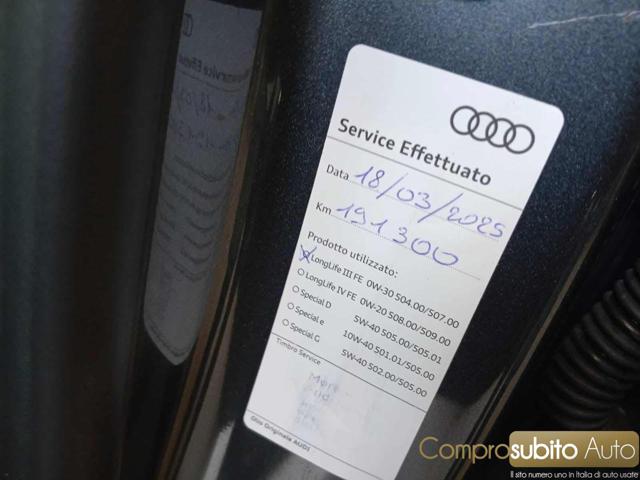 Service Effettuato
Data 18/03/2025
Km 191300
Prodotto utilizzato:
LongLife III FE 0W-30 504.00/507.00
LongLife IV FE 0W-20 508.00/509.00
Special D 5W-40 505.00/505.01
Special e 10W-40 501.01/505.00
Special G 5W-40 502.00/505.00
Timbro Service
Olio Originale AUDI
Comprosubito Auto
Il sito numero uno in Italia di auto usate